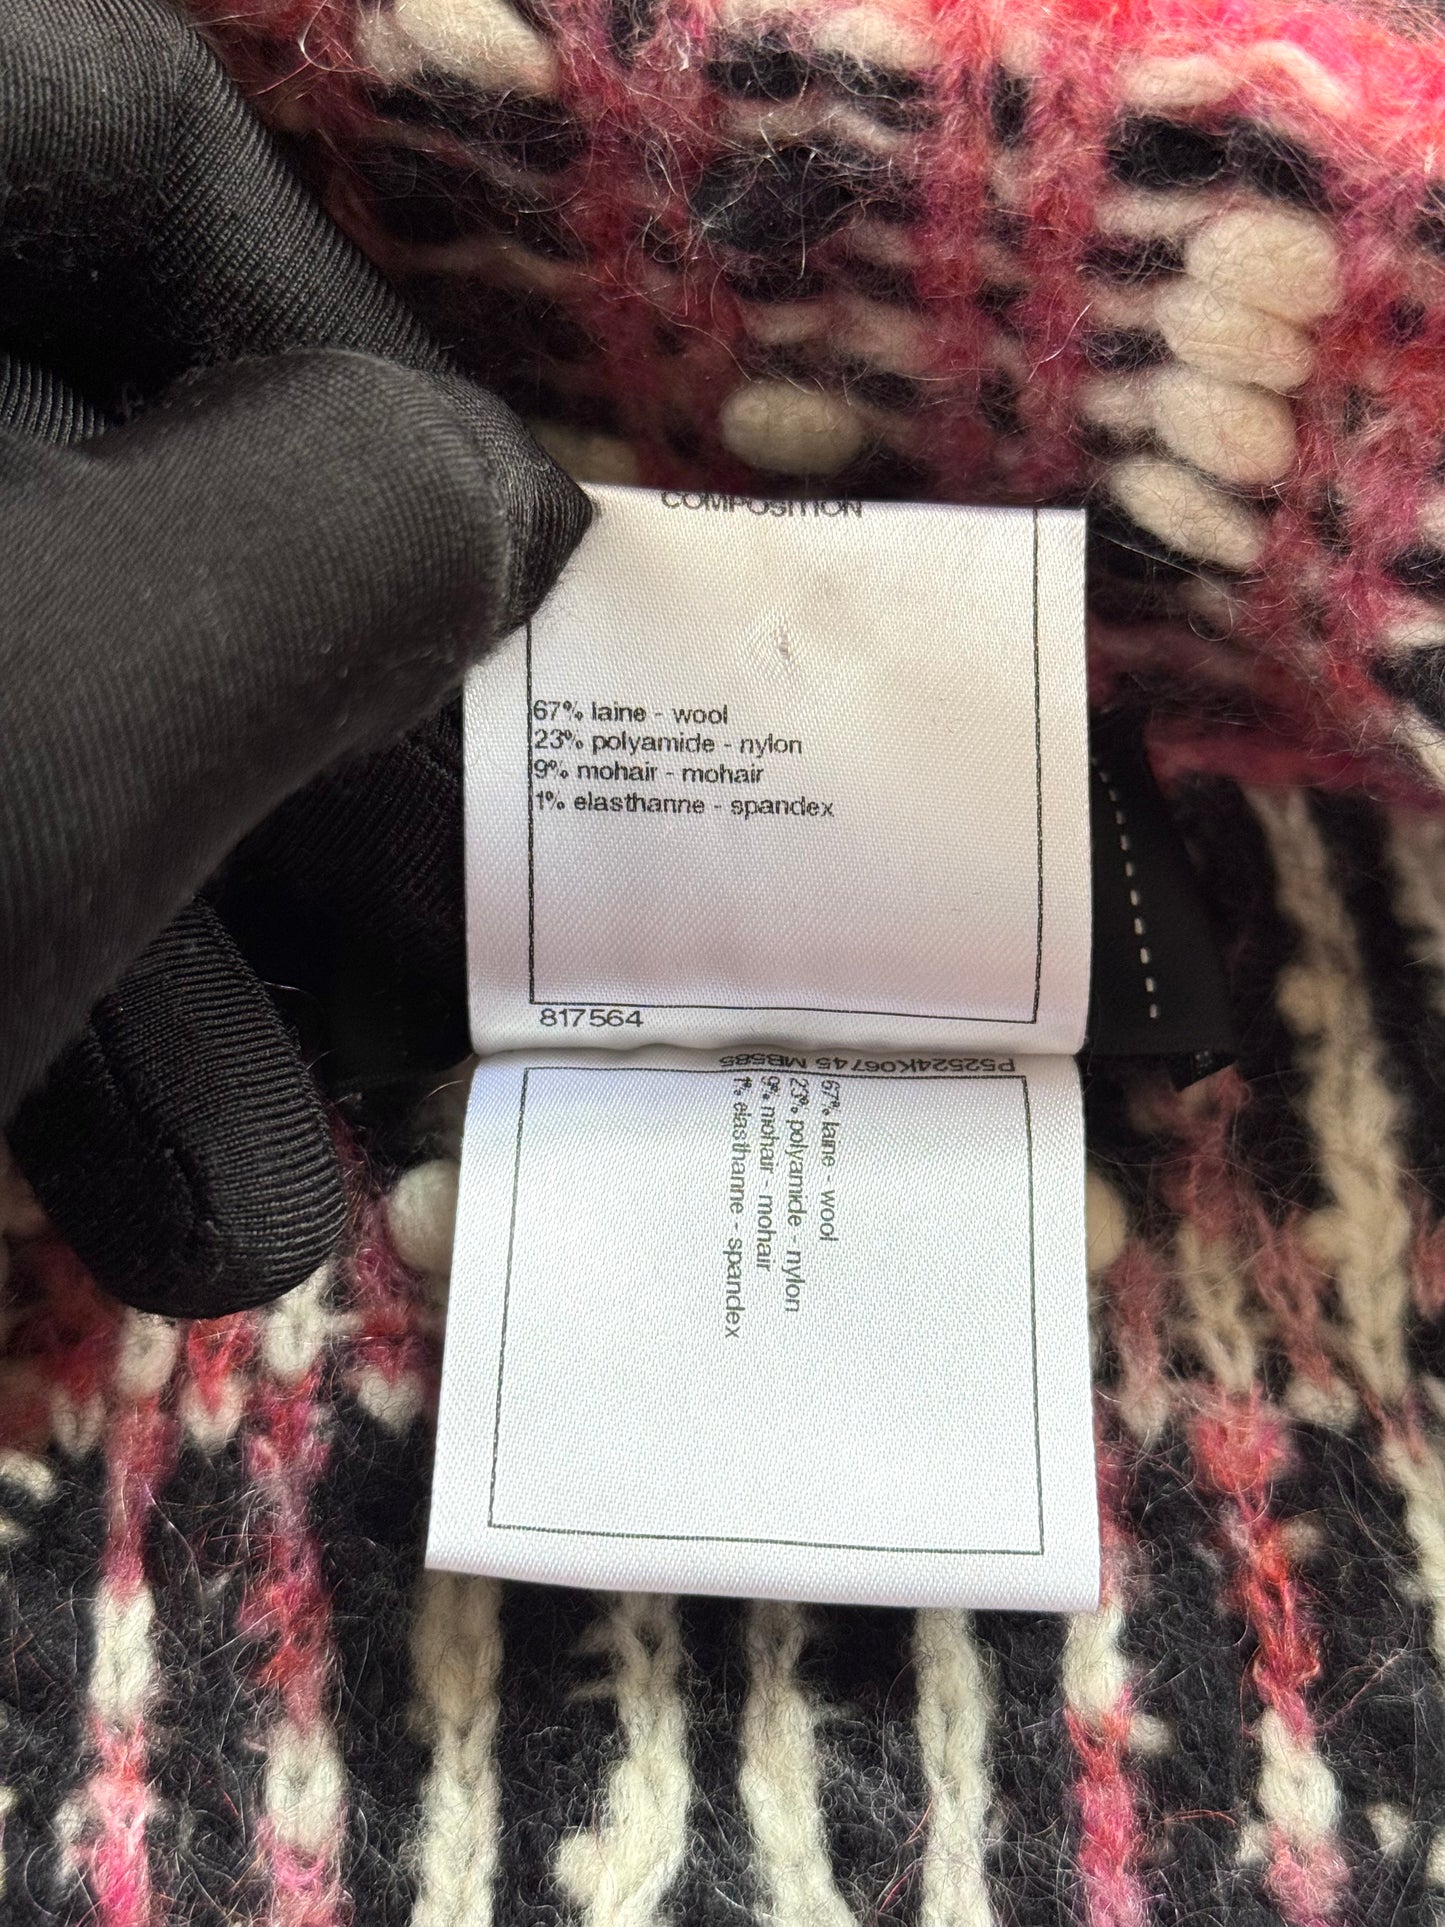 COMPOSITION
67% laine - wool
23% polyamide - nylon
9% mohair - mohair
1% elasthanne - spandex
817564
P52524K06745 MB585
67% laine - wool
23% polyamide - nylon
9% mohair - mohair
1% elasthanne - spandex